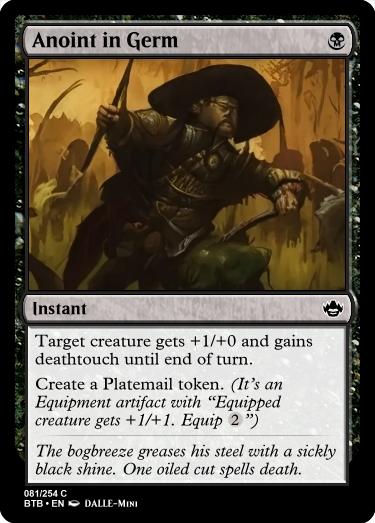 Anoint in Germ
Instant
Target creature gets +1/+0 and gains
deathtouch until end of turn.
Create a Platemail token. (It's an
Equipment artifact with “Equipped
creature gets +1/+1. Equip 2 ”)
The bogbreeze greases his steel with a sickly
black shine. One oiled cut spells death.
081/254 C
BTB • EN DALLE-Mini